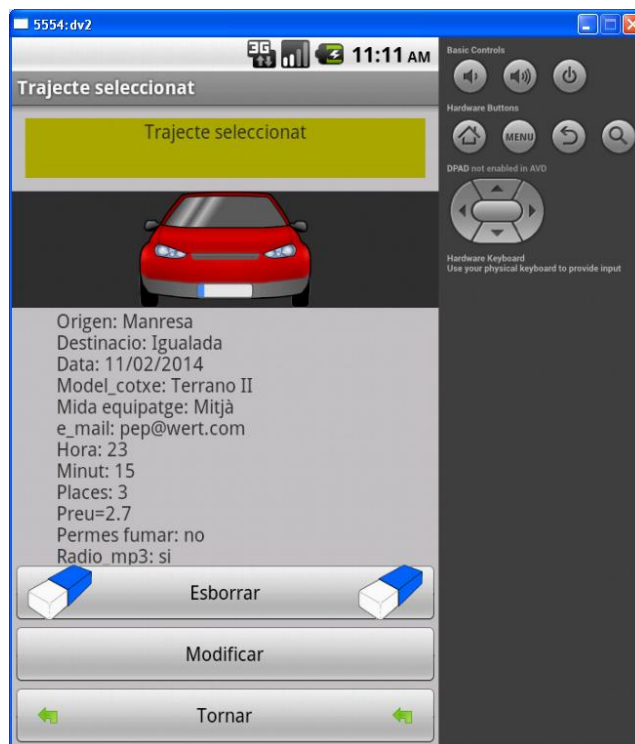 5554:dv2
3G 11:11 AM
Trajecte seleccionat
Trajecte seleccionat
Origen: Manresa
Destinacio: Igualada
Data: 11/02/2014
Model_cotxe: Terrano II
Mida equipatge: Mitjà
e_mail: pep@wert.com
Hora: 23
Minut: 15
Places: 3
Preu=2.7
Permes fumar: no
Radio_mp3: si
Esborrar
Modificar
Tornar
Basic Controls
Hardware Buttons
MENU
DPAD not enabled in AVD
Hardware Keyboard
Use your physical keyboard to provide input